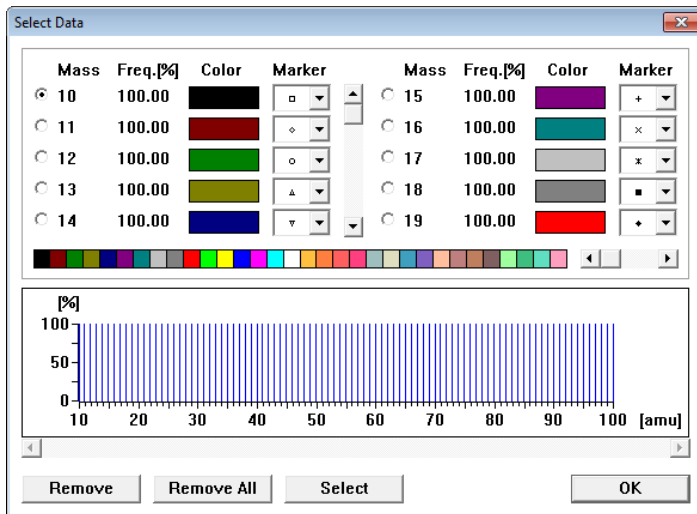 Select Data
Mass Freq.[%] Color Marker Mass Freq.[%] Color Marker
10 100.00 15 100.00
11 100.00 16 100.00
12 100.00 17 100.00
13 100.00 18 100.00
14 100.00 19 100.00
[%]
100
50
0
10 20 30 40 50 60 70 80 90 100 [amu]
Remove Remove All Select OK